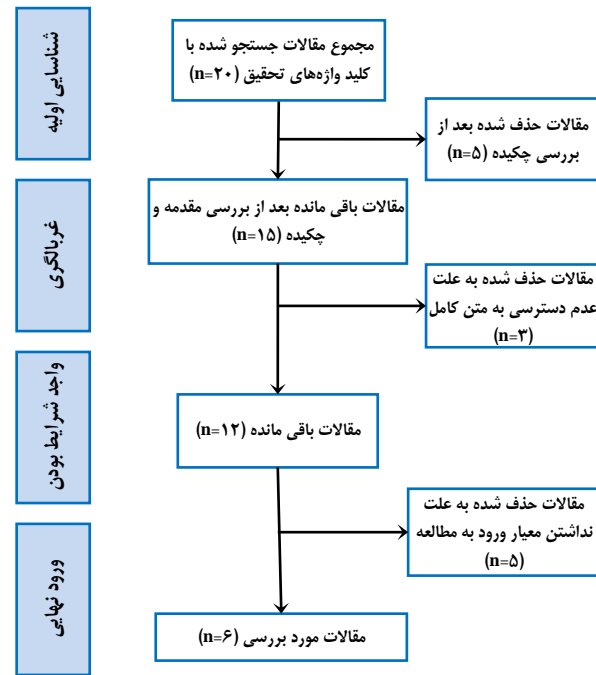 شناسایی اولیه
مجموع مقالات جستجو شده با
کلید واژه‌های تحقیق (n=۲۰)
مقالات حذف شده بعد از
بررسی چکیده (n=۵)
غربالگری
مقالات باقی مانده بعد از بررسی مقدمه و
چکیده (n=۱۵)
مقالات حذف شده به علت
عدم دسترسی به متن کامل
(n=۳)
واجد شرایط بودن
مقالات باقی مانده (n=۱۲)
مقالات حذف شده به علت
نداشتن معیار ورود به مطالعه
(n=۵)
ورود نهایی
مقالات مورد بررسی (n=۶)